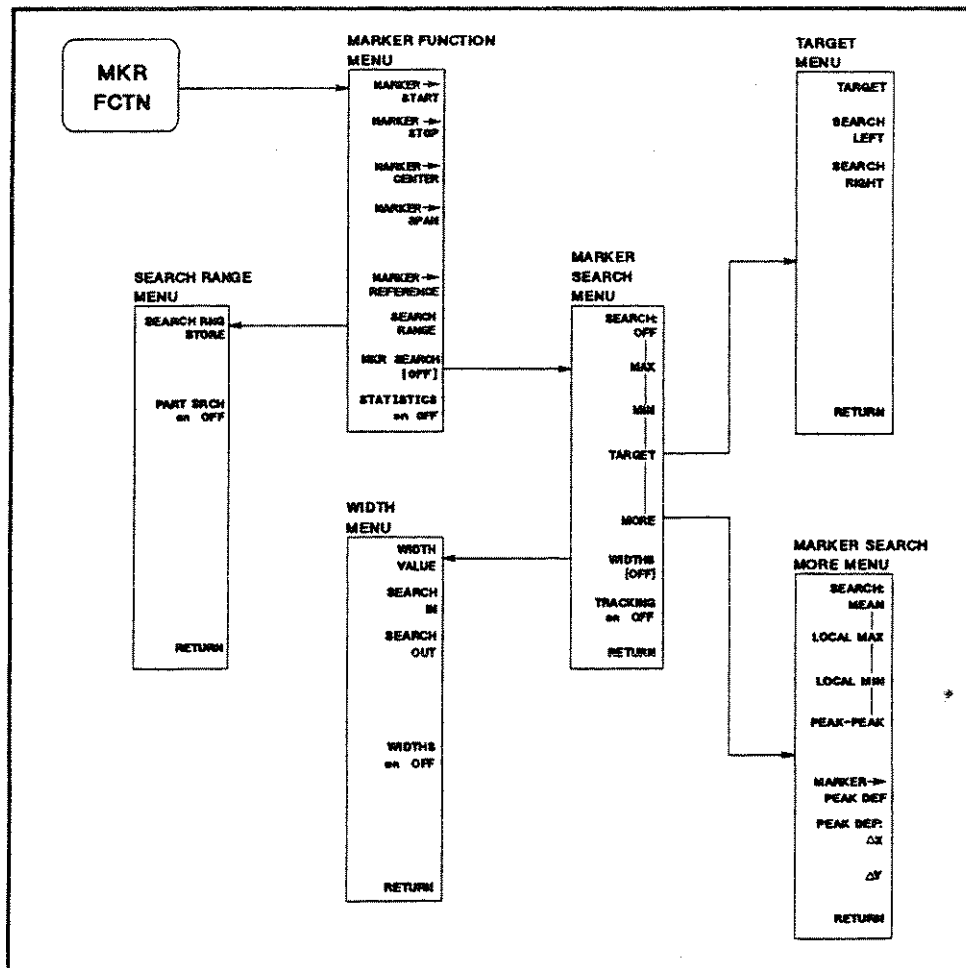 MKR
FCTN
MARKER FUNCTION
MENU
MARKER→
START
MARKER→
STOP
MARKER→
CENTER
MARKER→
SPAN
MARKER→
REFERENCE
SEARCH
RANGE
MKR SEARCH
[OFF]
STATISTICS
on OFF
SEARCH RANGE
MENU
SEARCH RNG
STORE
PART SRCH
on OFF
RETURN
MARKER
SEARCH
MENU
SEARCH:
OFF
MAX
MIN
TARGET
MORE
WIDTHS
[OFF]
TRACKING
on OFF
RETURN
WIDTH
MENU
WIDTH
VALUE
SEARCH
IN
SEARCH
OUT
WIDTHS
on OFF
RETURN
TARGET
MENU
TARGET
SEARCH
LEFT
SEARCH
RIGHT
RETURN
MARKER SEARCH
MORE MENU
SEARCH:
MEAN
LOCAL MAX
LOCAL MIN
PEAK-PEAK
MARKER→
PEAK DEF
PEAK DEF:
ΔX
ΔY
RETURN